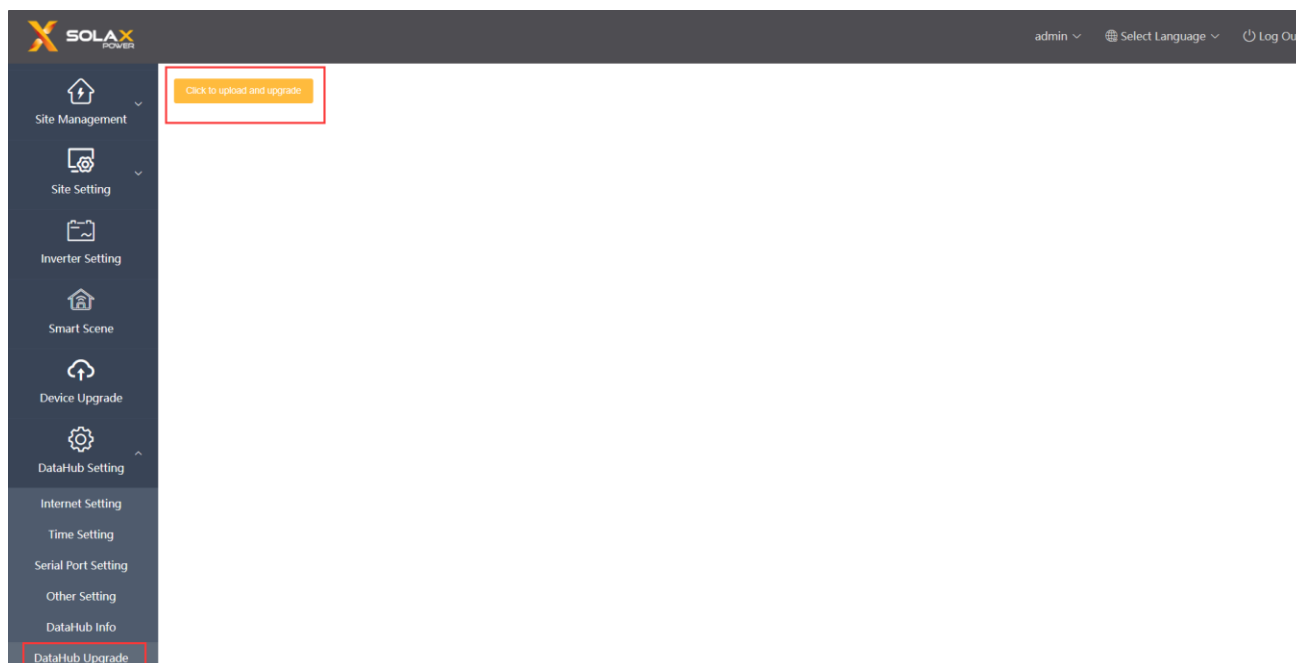 SOLAX POWER
admin
Select Language
Log Ou
Click to upload and upgrade
Site Management
Site Setting
Inverter Setting
Smart Scene
Device Upgrade
DataHub Setting
Internet Setting
Time Setting
Serial Port Setting
Other Setting
DataHub Info
DataHub Upgrade